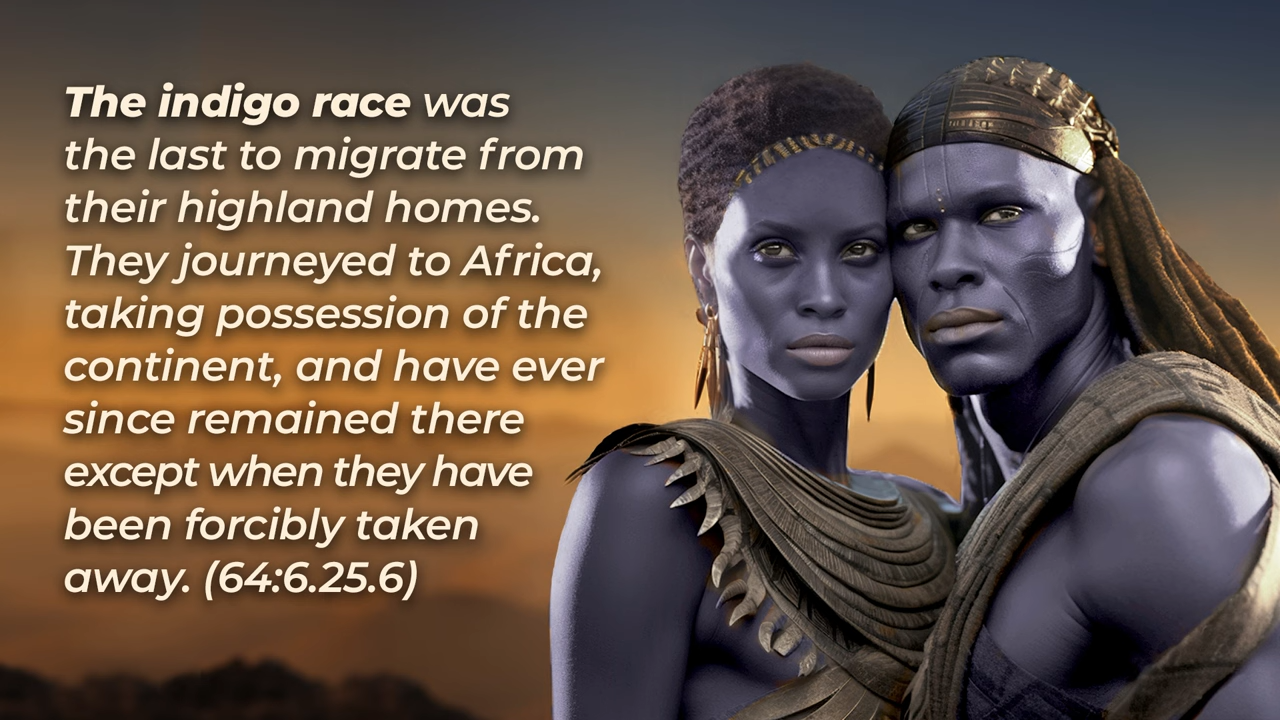 The indigo race was
the last to migrate from
their highland homes.
They journeyed to Africa,
taking possession of the
continent, and have ever
since remained there
except when they have
been forcibly taken
away. (64:6.25.6)